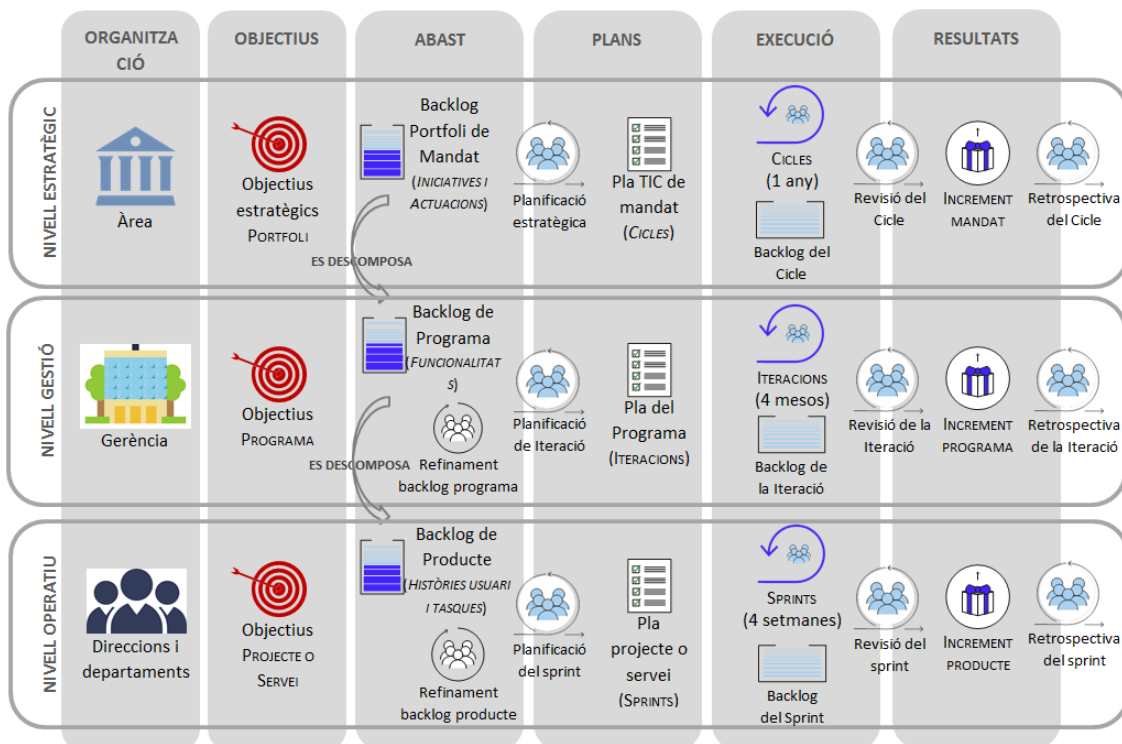 ORGANITZA
CIÓ
OBJECTIUS
ABAST
PLANS
EXECUCIÓ
RESULTATS
NIVELL ESTRATÈGIC
Àrea
Objectius
estratègics
PORTFOLI
Backlog
Portfoli de
Mandat
(INICIATIVES I
ACTUACIONS)
Planificació
estratègica
Pla TIC de
mandat
(CICLES)
CICLES
(1 any)
Backlog del
Cicle
Revisió del
Cicle
INCREMENT
MANDAT
Retrospectiva
del Cicle
ES DESCOMPOSA
NIVELL GESTIÓ
Gerència
Objectius
PROGRAMA
Backlog de
Programa
(FUNCIONALITAT
S)
Refinament
backlog programa
Planificació
de Iteració
Pla del
Programa
(ITERACIONS)
ITERACIONS
(4 mesos)
Backlog de
la Iteració
Revisió de la
Iteració
INCREMENT
PROGRAMA
Retrospectiva
de la Iteració
ES DESCOMPOSA
NIVELL OPERATIU
Direccions i
departaments
Objectius
PROJECTE O
SERVEI
Backlog de
Producte
(HISTÒRIES USUARI
I TASQUES)
Refinament
backlog producte
Planificació
del sprint
Pla
projecte o
servei
(SPRINTS)
SPRINTS
(4 setmanes)
Backlog
del Sprint
Revisió del
sprint
INCREMENT
PRODUCTE
Retrospectiva
del sprint